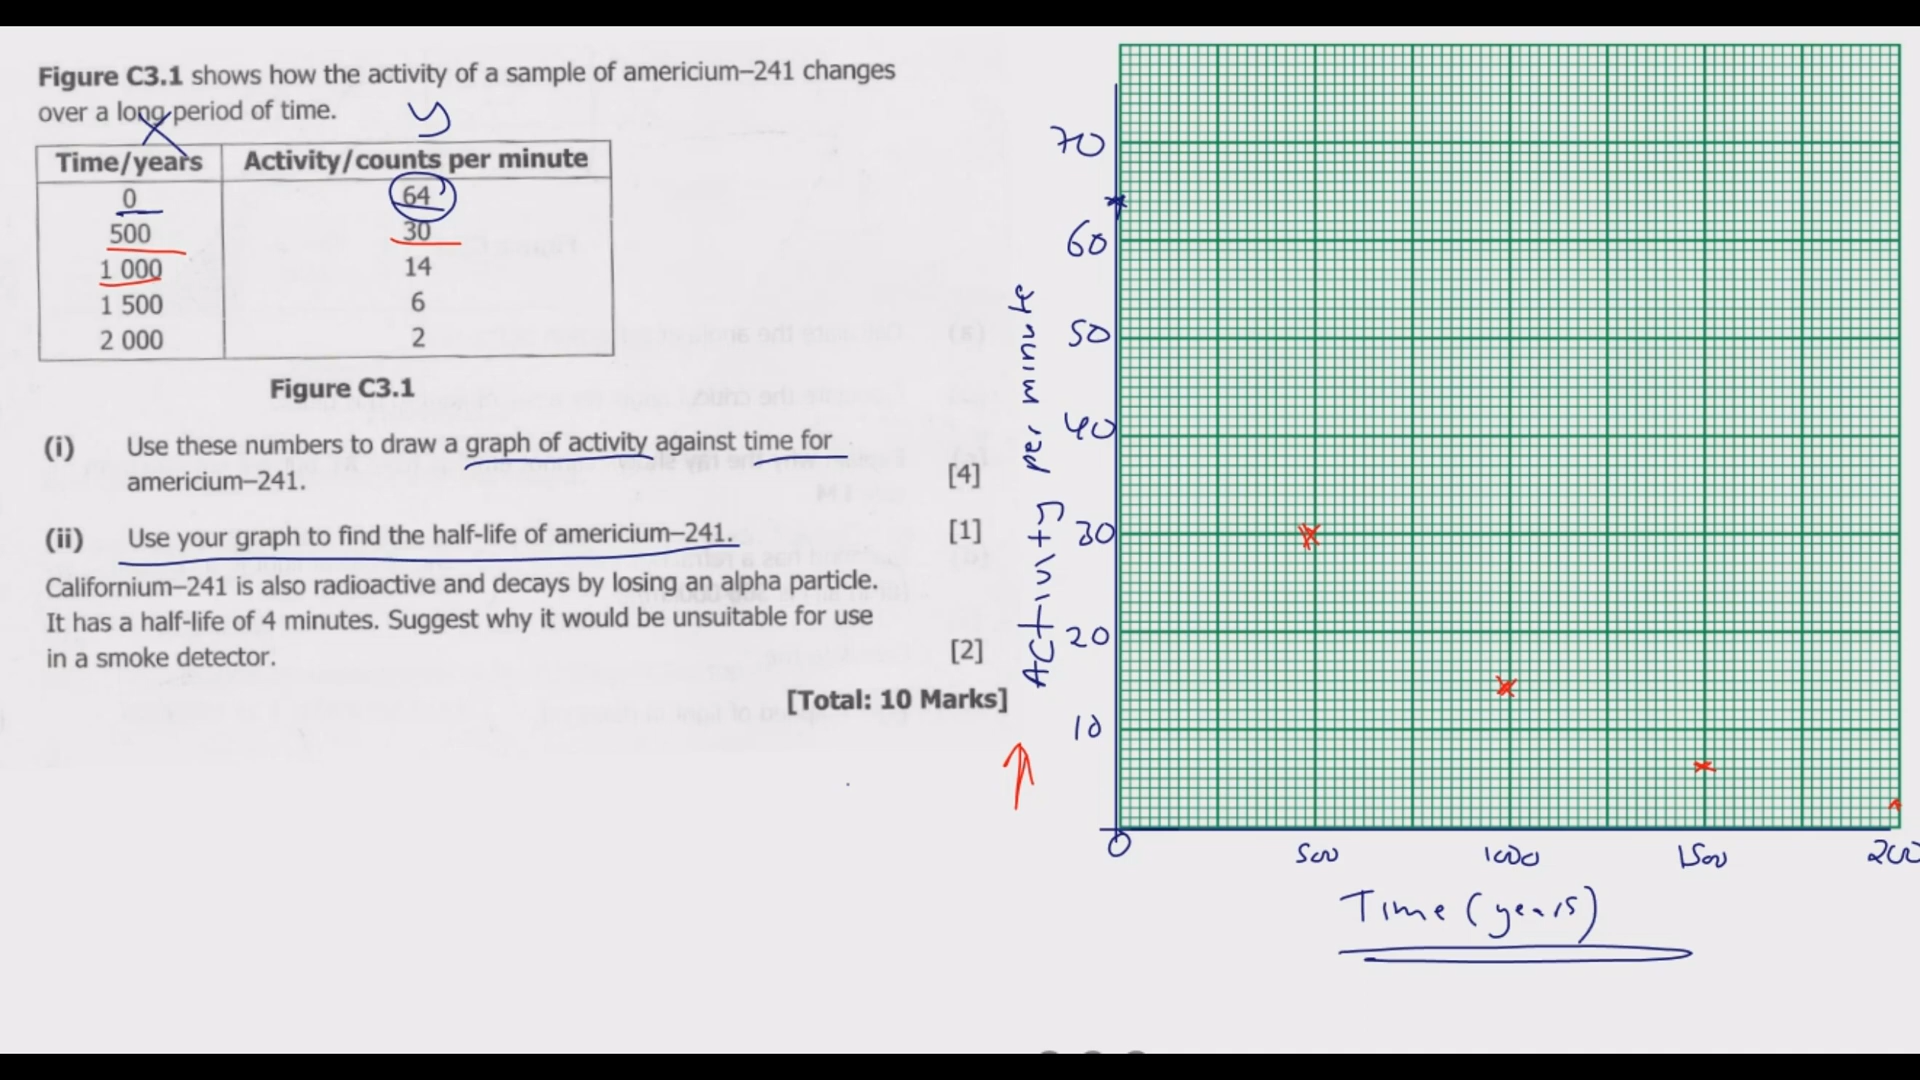 Figure C3.1 shows how the activity of a sample of americium–241 changes
over a long period of time.
X
y
Time/years Activity/counts per minute
0 64
500 30
1 000 14
1 500 6
2 000 2
Figure C3.1
(i) Use these numbers to draw a graph of activity against time for
americium–241. [4]
(ii) Use your graph to find the half-life of americium–241. [1]
Californium–241 is also radioactive and decays by losing an alpha particle.
It has a half-life of 4 minutes. Suggest why it would be unsuitable for use
in a smoke detector. [2]
[Total: 10 Marks]
Activity per minute
70
60
50
40
30
20
10
0 500 1000 1500 200
Time (years)